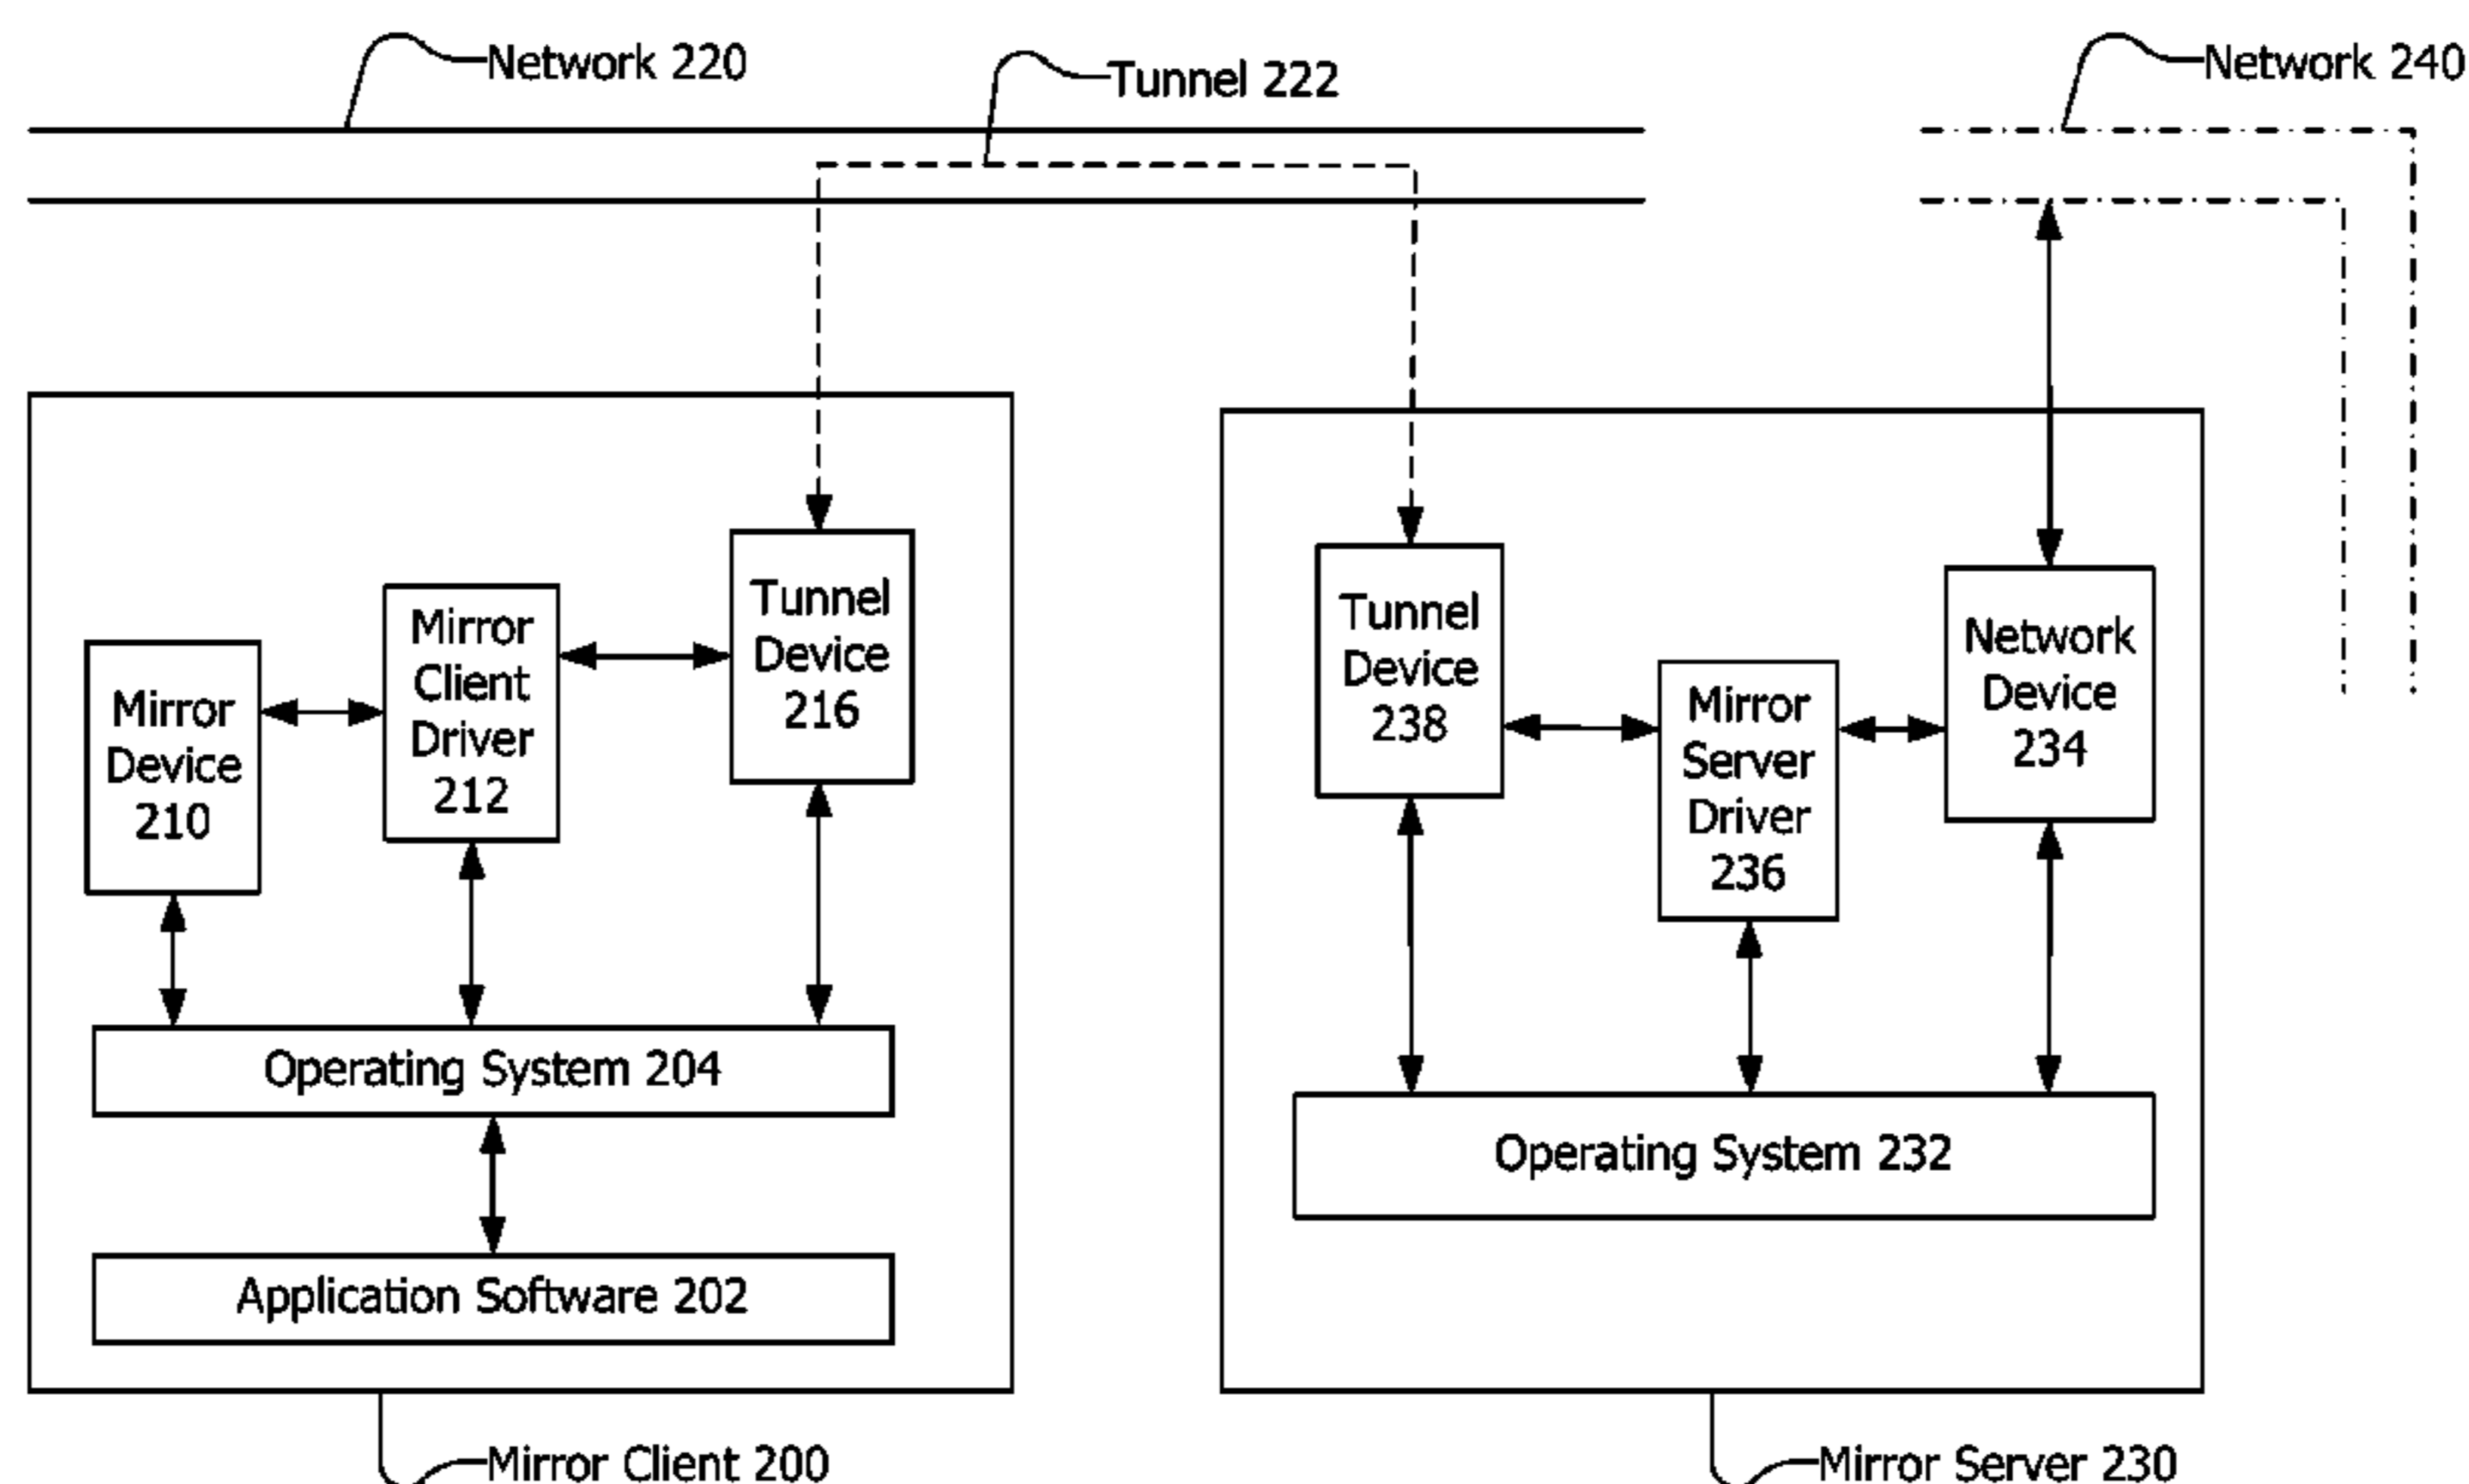 Network 220
Tunnel 222
Network 240
Mirror
Device
210
Mirror
Client
Driver
212
Tunnel
Device
216
Operating System 204
Application Software 202
Mirror Client 200
Tunnel
Device
238
Mirror
Server
Driver
236
Network
Device
234
Operating System 232
Mirror Server 230